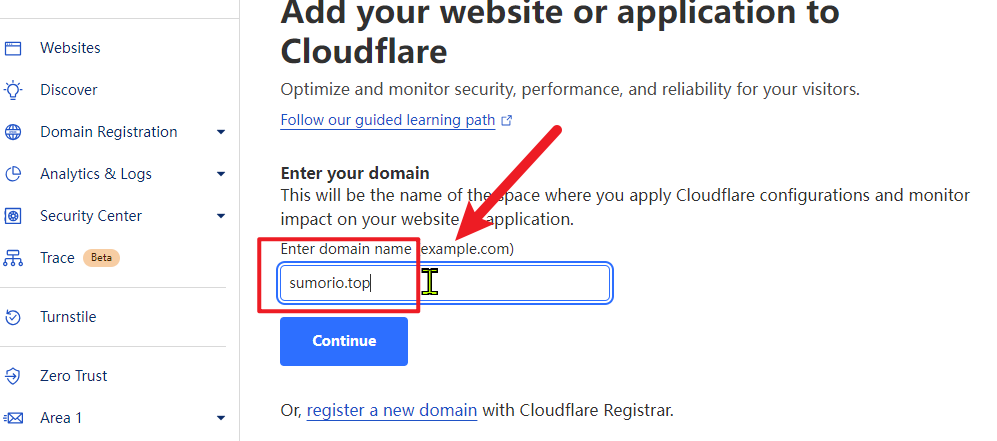 Websites
Discover
Domain Registration
Analytics & Logs
Security Center
Trace Beta
Turnstile
Zero Trust
Area 1
Add your website or application to
Cloudflare
Optimize and monitor security, performance, and reliability for your visitors.
Follow our guided learning path
Enter your domain
This will be the name of the space where you apply Cloudflare configurations and monitor
impact on your website application.
Enter domain name example.com)
sumorio.top
Continue
Or, register a new domain with Cloudflare Registrar.